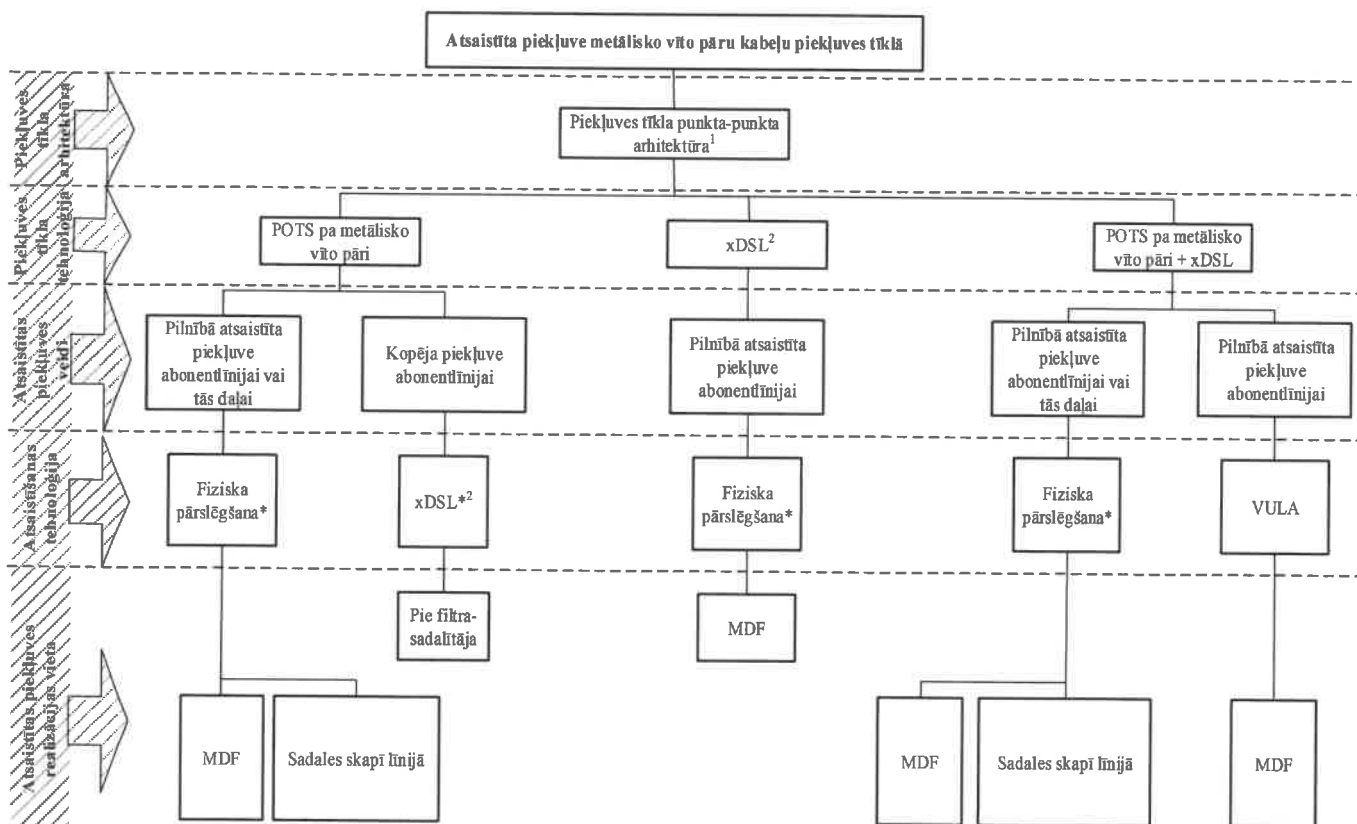 Atsaistīta piekļuve metālisko vīto pāru kabeļu piekļuves tīklā
Piekļuves
tīkla
arhitektūra
Piekļuves tīkla punkta-punkta
arhitektūra1
Piekļuves
tīkla
tehnoloģija
POTS pa metālisko
vīto pāri
xDSL2
POTS pa metālisko
vīto pāri + xDSL
Atsaistītas
piekļuves
veidi
Pilnībā atsaistīta
piekļuve
abonentlīnijai vai
tās daļai
Kopēja piekļuve
abonentlīnijai
Pilnībā atsaistīta
piekļuve
abonentlīnijai
Pilnībā atsaistīta
piekļuve
abonentlīnijai vai
tās daļai
Pilnībā atsaistīta
piekļuve
abonentlīnijai
Atsaistīšanas
tehnoloģija
Fiziska
pārslēgšana*
xDSL*2
Fiziska
pārslēgšana*
Fiziska
pārslēgšana*
VULA
Atsaistītas piekļuves
realizācijas vieta
Pie filtra-
sadalītāja
MDF
MDF
Sadales skapī līnijā
MDF
Sadales skapī līnijā
MDF